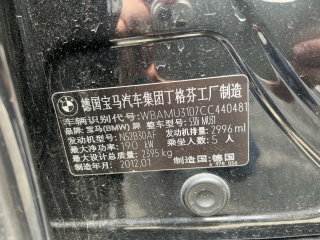 德国宝马汽车集团丁格芬工厂制造
车辆识别代号: WBAMU3107CC440481
品牌: 宝马(BMW) 牌 整车型号: 535 MU31
发动机型号: N52B30AF 发动机排量: 2996 ml
最大净功率: 190 kW 乘坐人数: 5 人
最大设计总质量: 2395 kg
制造年月: 2012.01 制造国: 德国